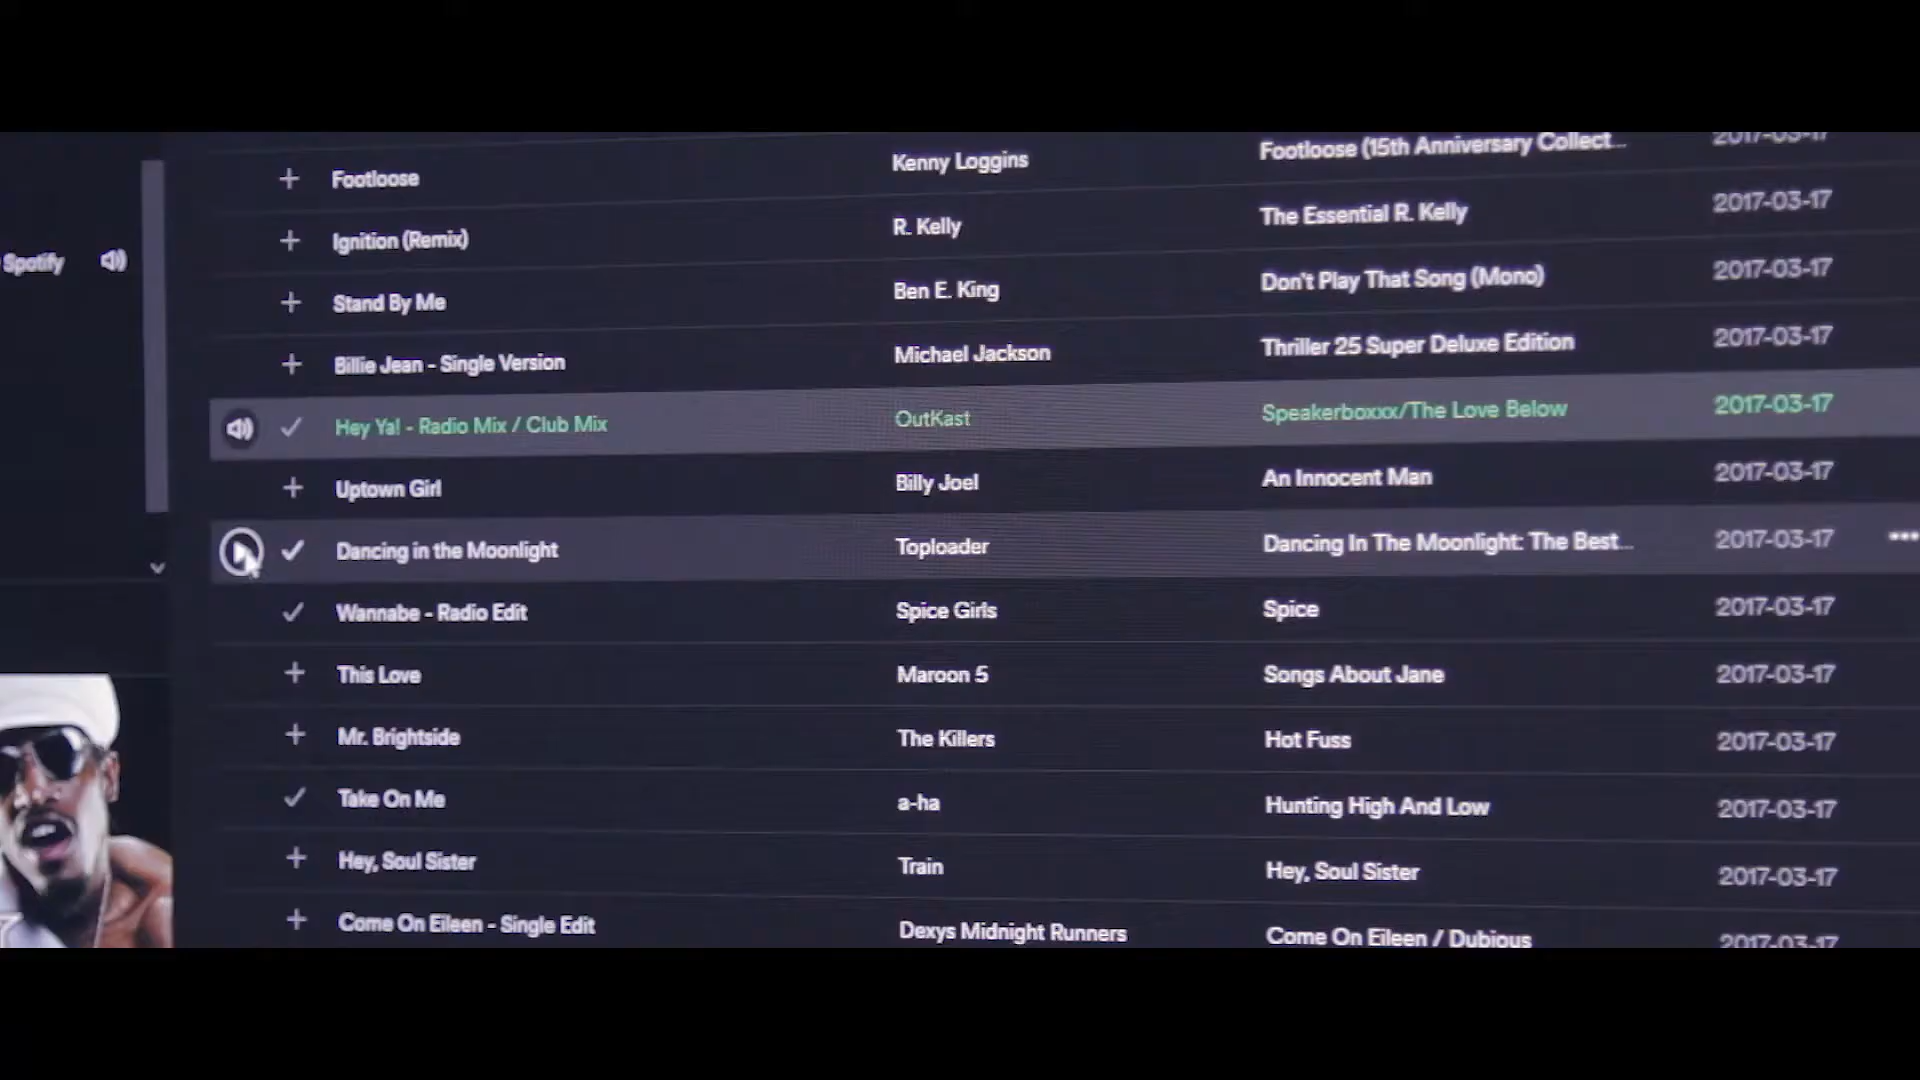 Footloose Kenny Loggins Footloose (15th Anniversary Collect... 2017-03-17
Ignition (Remix) R. Kelly The Essential R. Kelly 2017-03-17
Spotify
Stand By Me Ben E. King Don't Play That Song (Mono) 2017-03-17
Billie Jean - Single Version Michael Jackson Thriller 25 Super Deluxe Edition 2017-03-17
Hey Ya! - Radio Mix / Club Mix OutKast Speakerboxxx/The Love Below 2017-03-17
Uptown Girl Billy Joel An Innocent Man 2017-03-17
Dancing in the Moonlight Toploader Dancing In The Moonlight: The Best... 2017-03-17
Wannabe - Radio Edit Spice Girls Spice 2017-03-17
This Love Maroon 5 Songs About Jane 2017-03-17
Mr. Brightside The Killers Hot Fuss 2017-03-17
Take On Me a-ha Hunting High And Low 2017-03-17
Hey, Soul Sister Train Hey, Soul Sister 2017-03-17
Come On Eileen - Single Edit Dexys Midnight Runners Come On Eileen / Dubious 2017-03-17